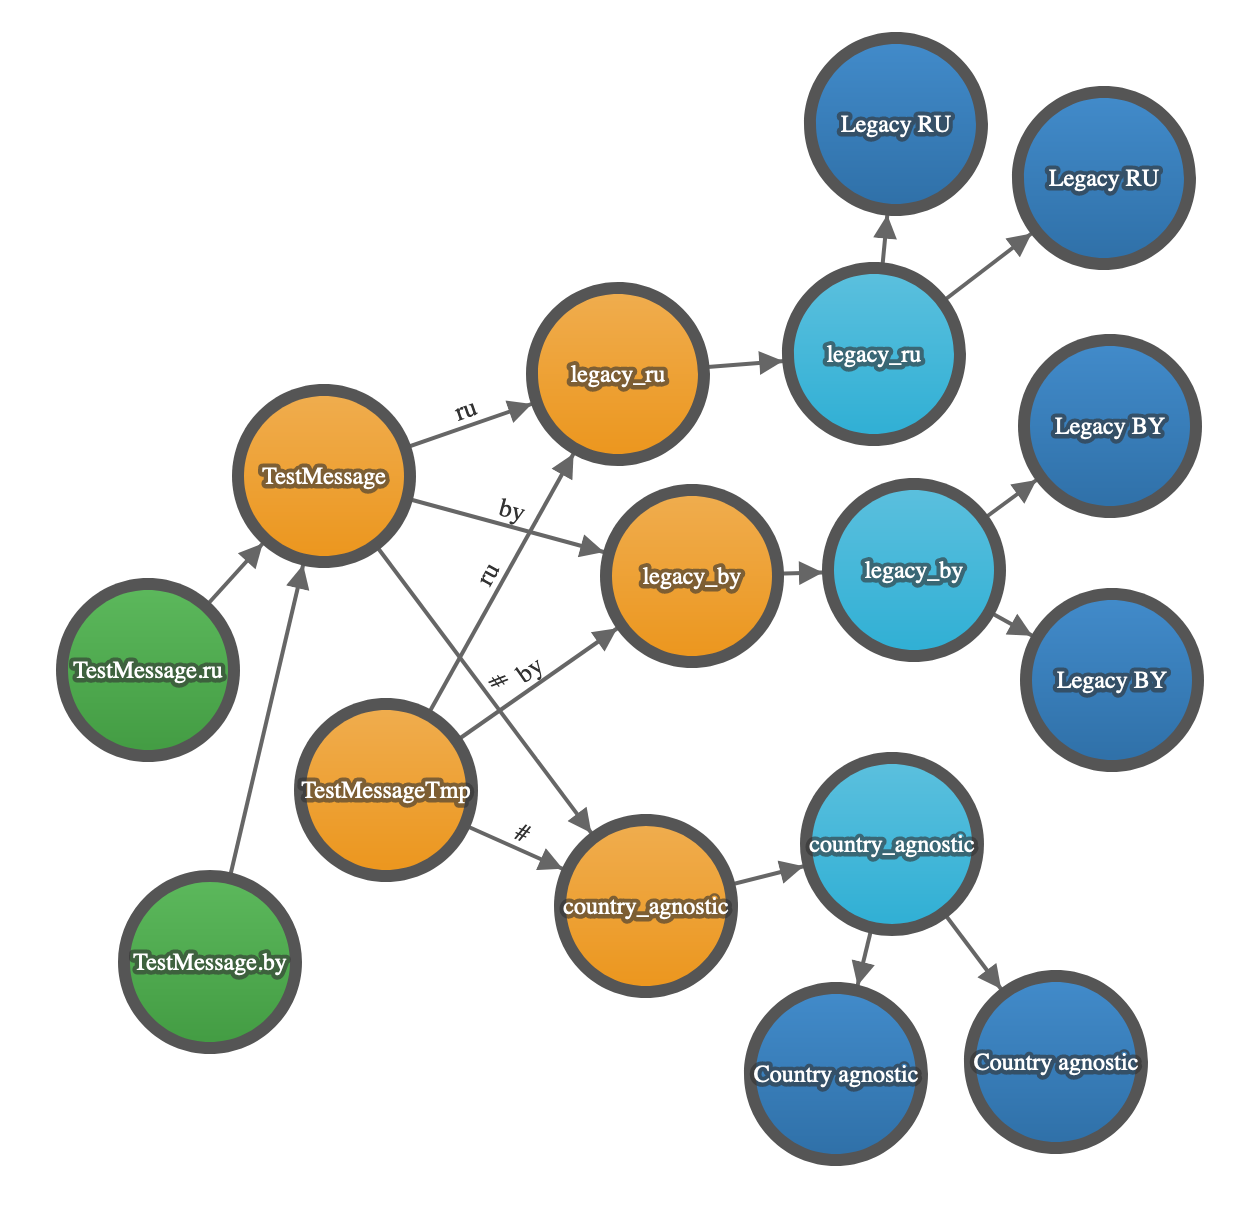 Legacy RU
Legacy RU
legacy_ru
legacy_ru
ru
Legacy BY
TestMessage
by
legacy_by
legacy_by
ru
TestMessage.ru
# by
Legacy BY
TestMessageTmp
#
country_agnostic
country_agnostic
TestMessage.by
Country agnostic
Country agnostic